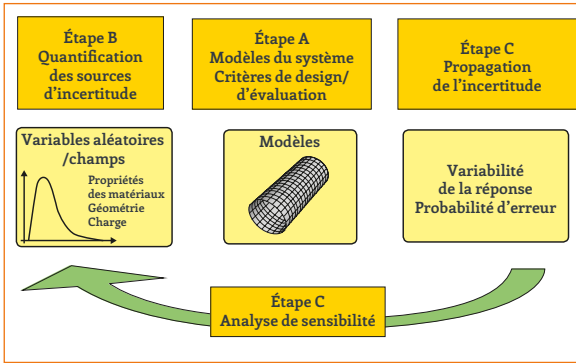 Étape B
Quantification
des sources
d'incertitude
Étape A
Modèles du système
Critères de design/
d'évaluation
Étape C
Propagation
de l'incertitude
Variables aléatoires
/champs
Propriétés
des matériaux
Géométrie
Charge
Modèles
Variabilité
de la réponse
Probabilité d'erreur
Étape C
Analyse de sensibilité